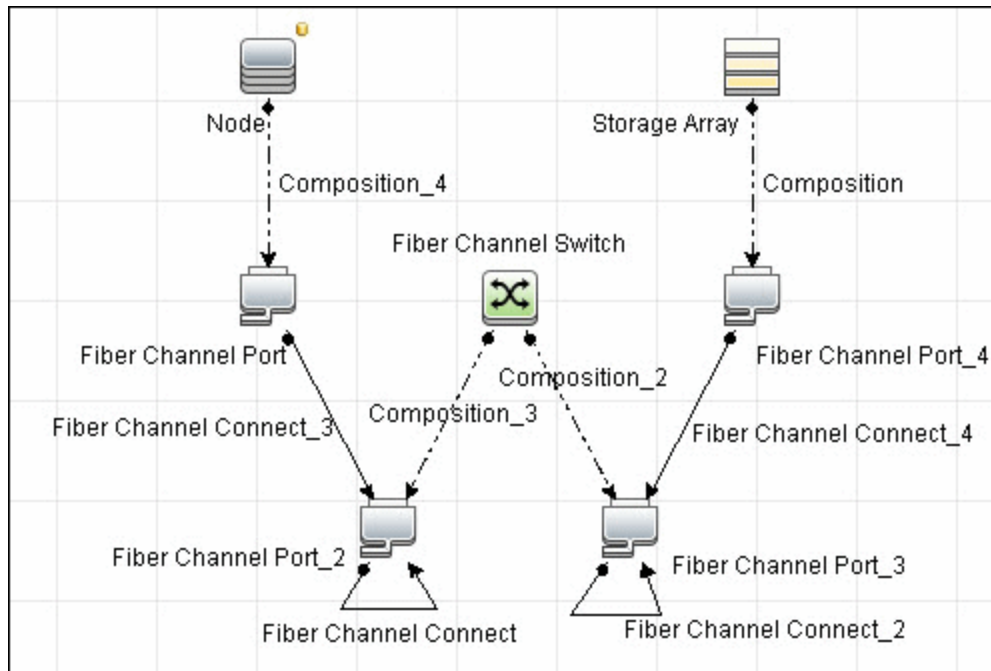 Node
Storage Array
Composition_4
Composition
Fiber Channel Switch
Fiber Channel Port
Fiber Channel Port_4
Composition_2
Composition_3
Fiber Channel Connect_3
Fiber Channel Connect_4
Fiber Channel Port_2
Fiber Channel Port_3
Fiber Channel Connect
Fiber Channel Connect_2